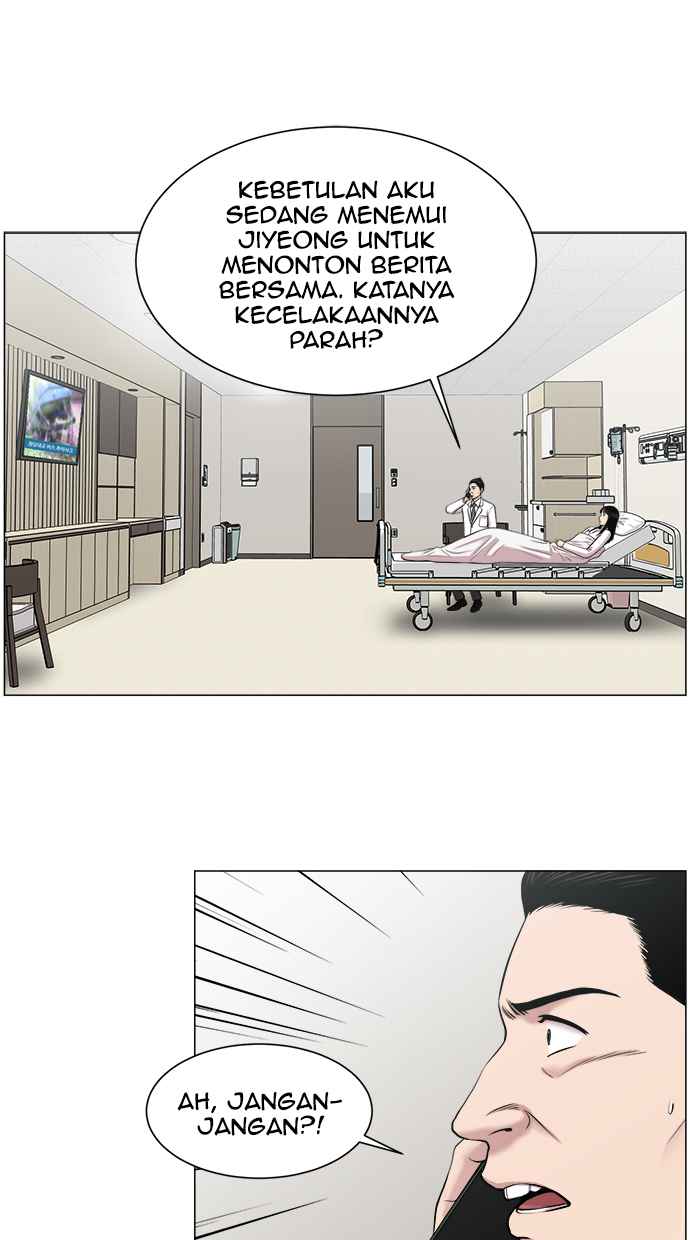 KEBETULAN AKU
SEDANG MENEMUI
JIYEONG UNTUK
MENONTON BERITA
BERSAMA. KATANYA
KECELAKAANNYA
PARAH?
AH, JANGAN-
JANGAN?!